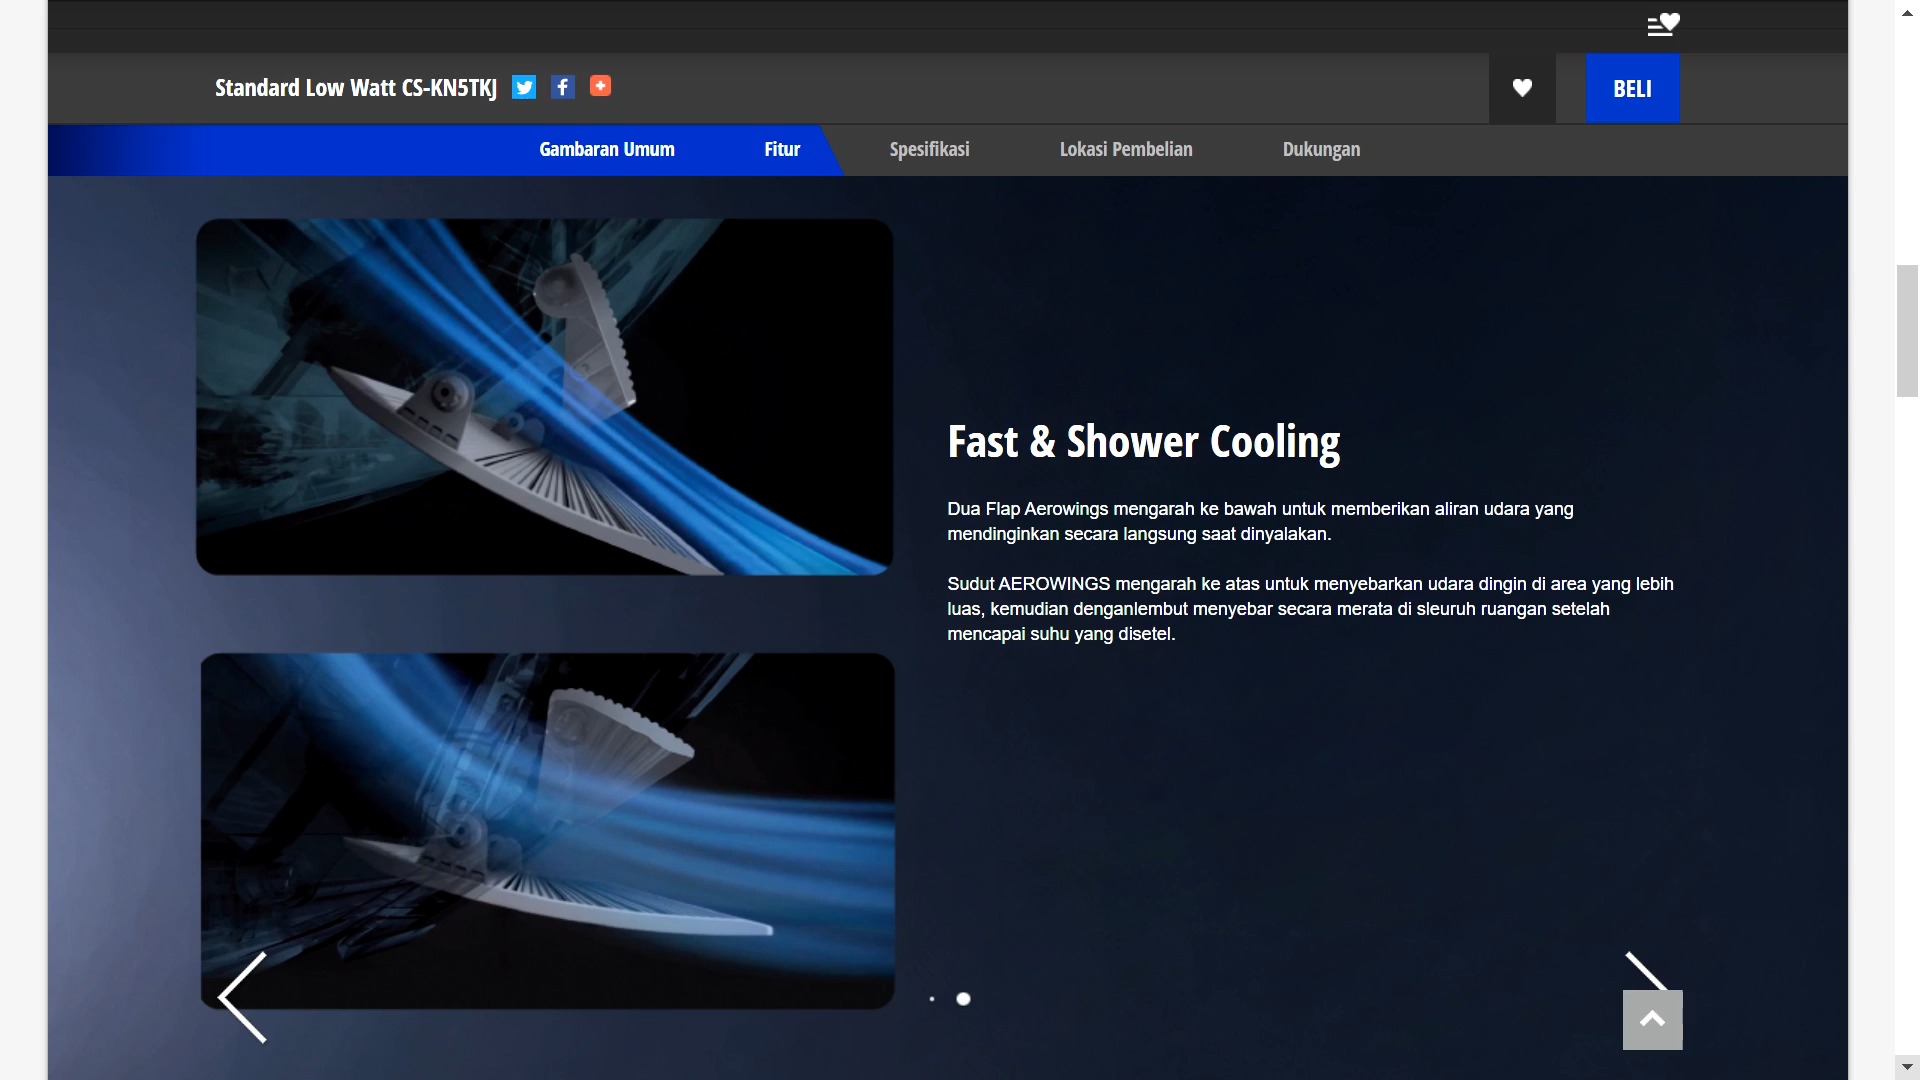 Standard Low Watt CS-KN5TKJ
BELI
Gambaran Umum
Fitur
Spesifikasi
Lokasi Pembelian
Dukungan
Fast & Shower Cooling
Dua Flap Aerowings mengarah ke bawah untuk memberikan aliran udara yang
mendinginkan secara langsung saat dinyalakan.
Sudut AEROWINGS mengarah ke atas untuk menyebarkan udara dingin di area yang lebih
luas, kemudian denganlembut menyebar secara merata di sleuruh ruangan setelah
mencapai suhu yang disetel.